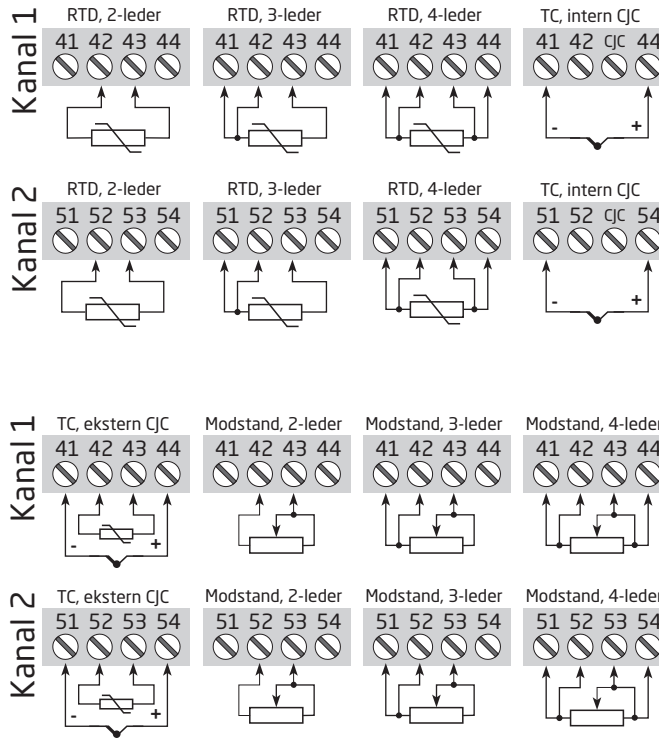 Kanal 1
RTD, 2-leder
41 42 43 44
RTD, 3-leder
41 42 43 44
RTD, 4-leder
41 42 43 44
TC, intern CJC
41 42 CJC 44
- +
Kanal 2
RTD, 2-leder
51 52 53 54
RTD, 3-leder
51 52 53 54
RTD, 4-leder
51 52 53 54
TC, intern CJC
51 52 CJC 54
- +
Kanal 1
TC, ekstern CJC
41 42 43 44
- +
Modstand, 2-leder
41 42 43 44
Modstand, 3-leder
41 42 43 44
Modstand, 4-leder
41 42 43 44
Kanal 2
TC, ekstern CJC
51 52 53 54
- +
Modstand, 2-leder
51 52 53 54
Modstand, 3-leder
51 52 53 54
Modstand, 4-leder
51 52 53 54